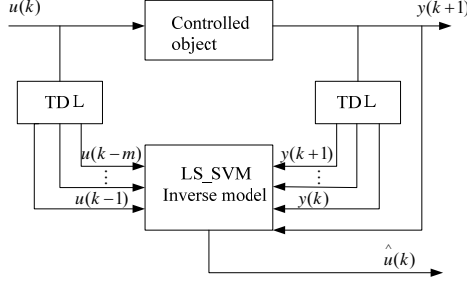 u(k)
Controlled
object
y(k+1)
TDL
TDL
u(k−m)
⋮
u(k−1)
LS_SVM
Inverse model
y(k+1)
⋮
y(k)
û(k)